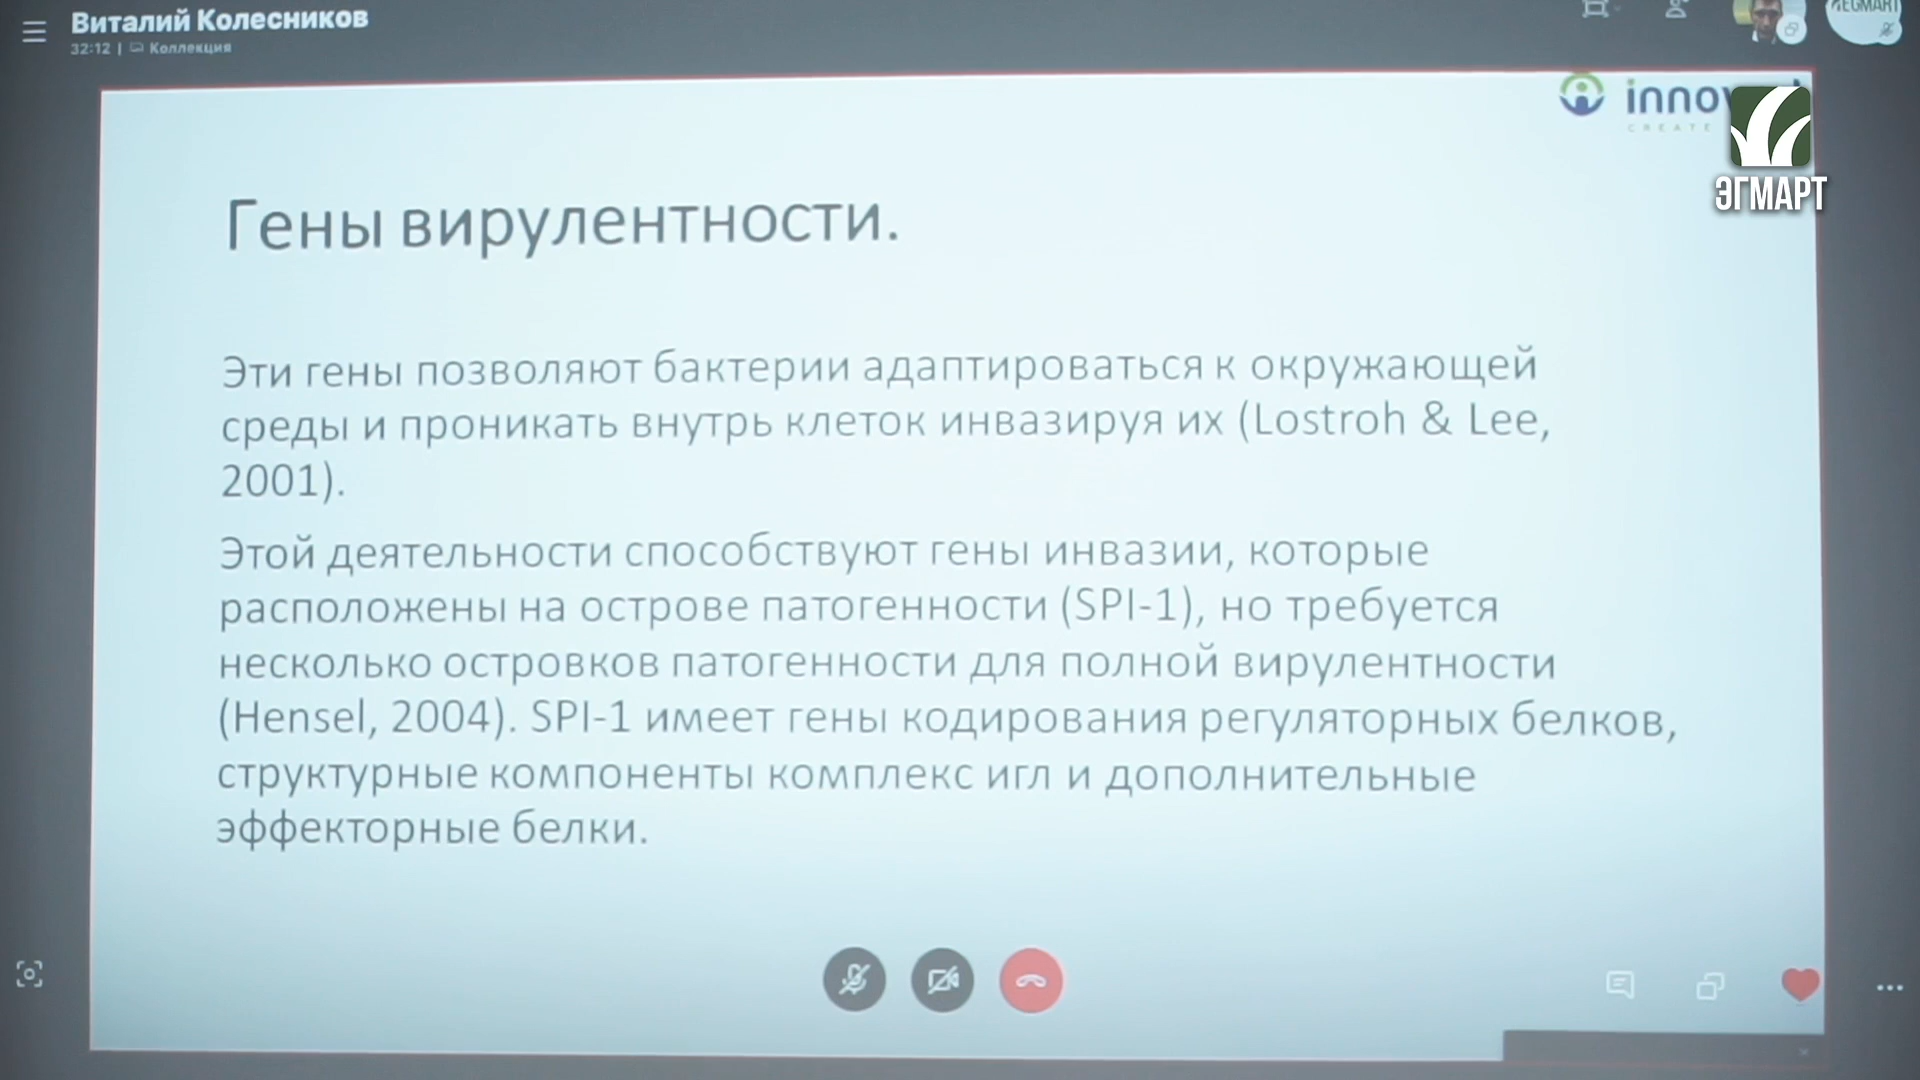 Виталий Колесников
32:12 | Коллекция
EGMART
inno
CREATE
ЭГМАРТ
Гены вирулентности.
Эти гены позволяют бактерии адаптироваться к окружающей
среды и проникать внутрь клеток инвазируя их (Lostroh & Lee,
2001).
Этой деятельности способствуют гены инвазии, которые
расположены на острове патогенности (SPI-1), но требуется
несколько островков патогенности для полной вирулентности
(Hensel, 2004). SPI-1 имеет гены кодирования регуляторных белков,
структурные компоненты комплекс игл и дополнительные
эффекторные белки.